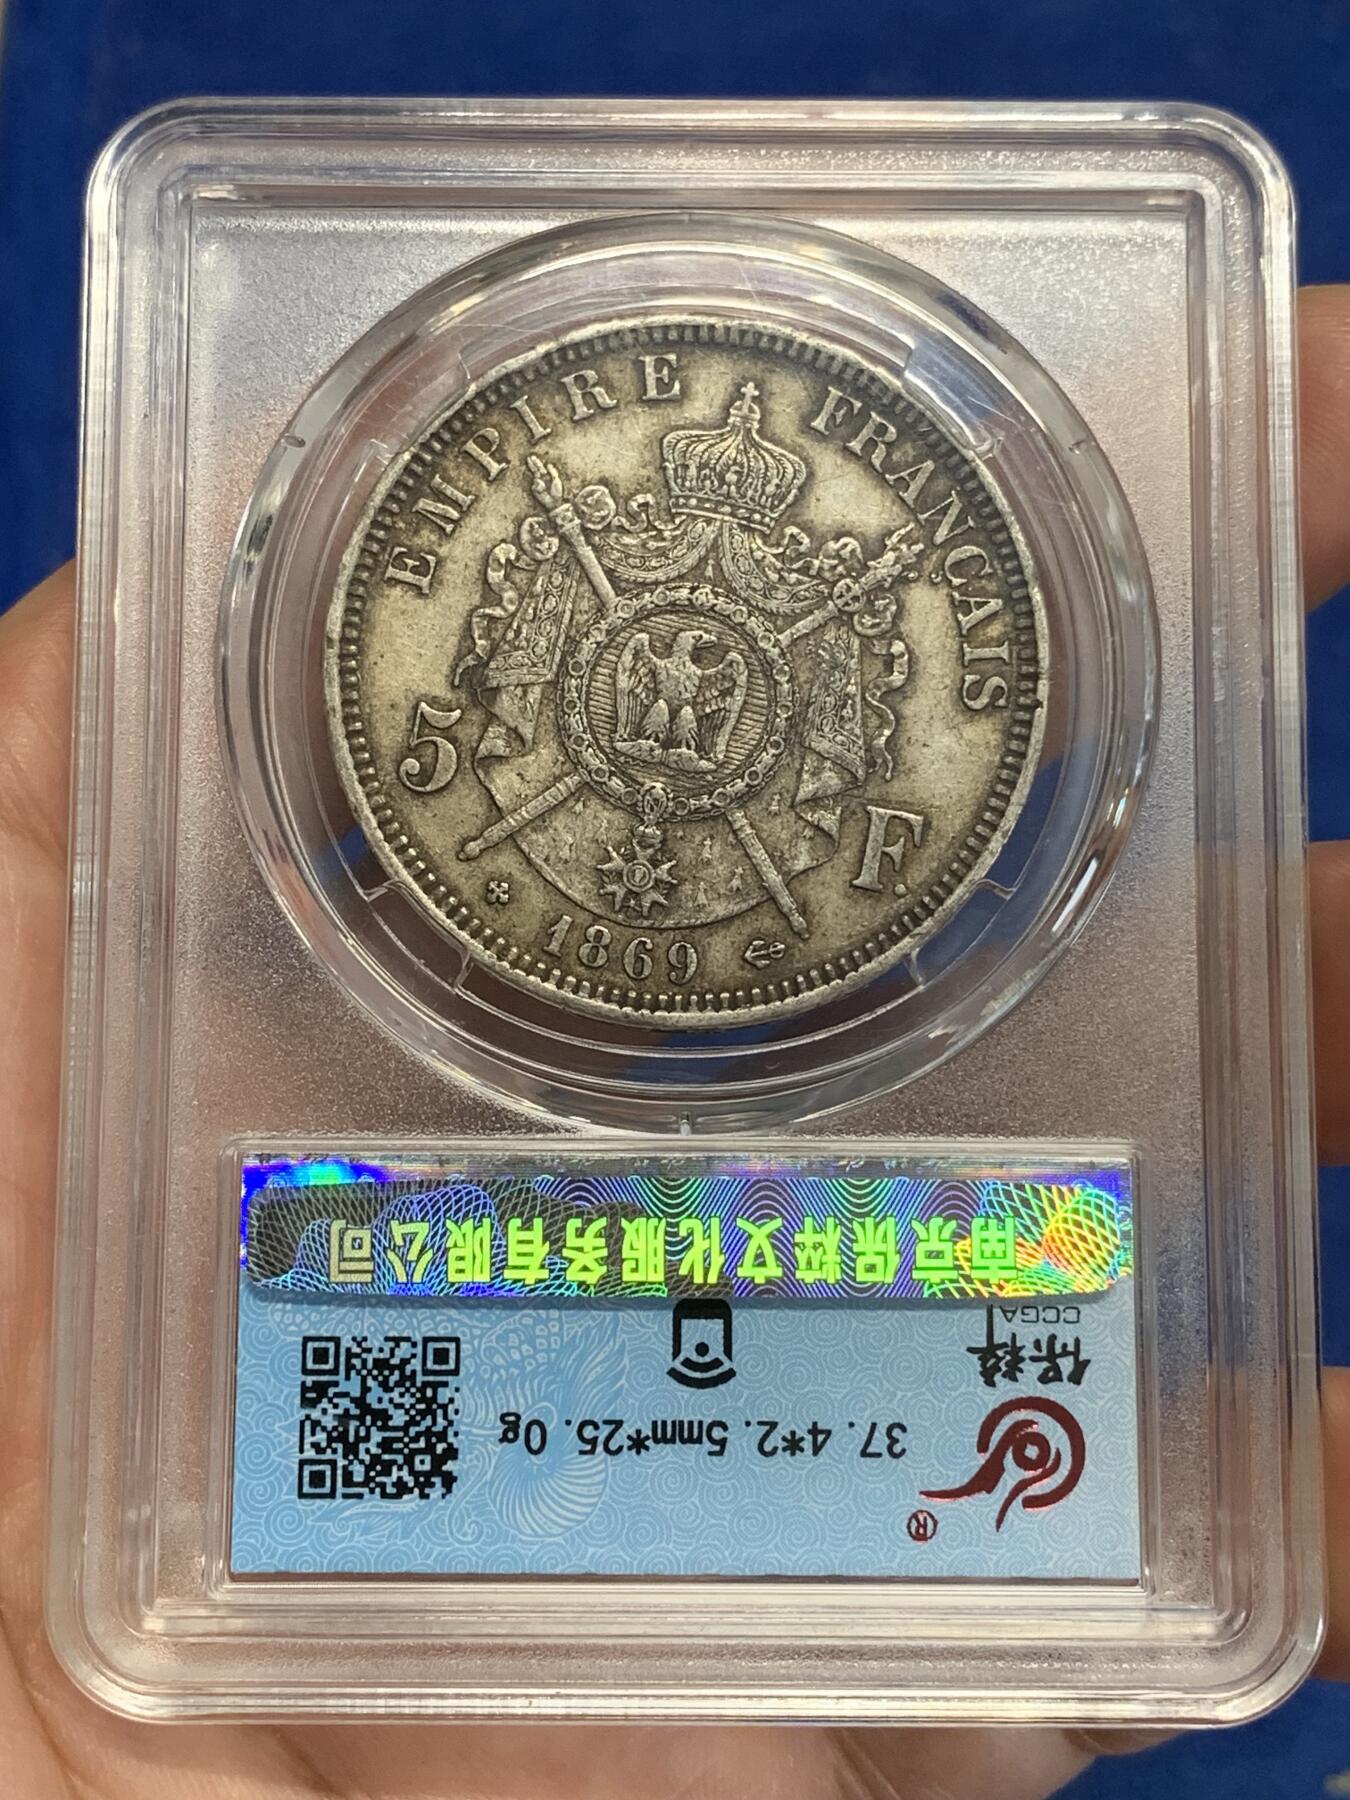 EMPIRE FRANÇAIS
5 F.
1869
南京保粹文化服务有限公司
保粹
CCGA
37.4*2.5mm*25.0g
®